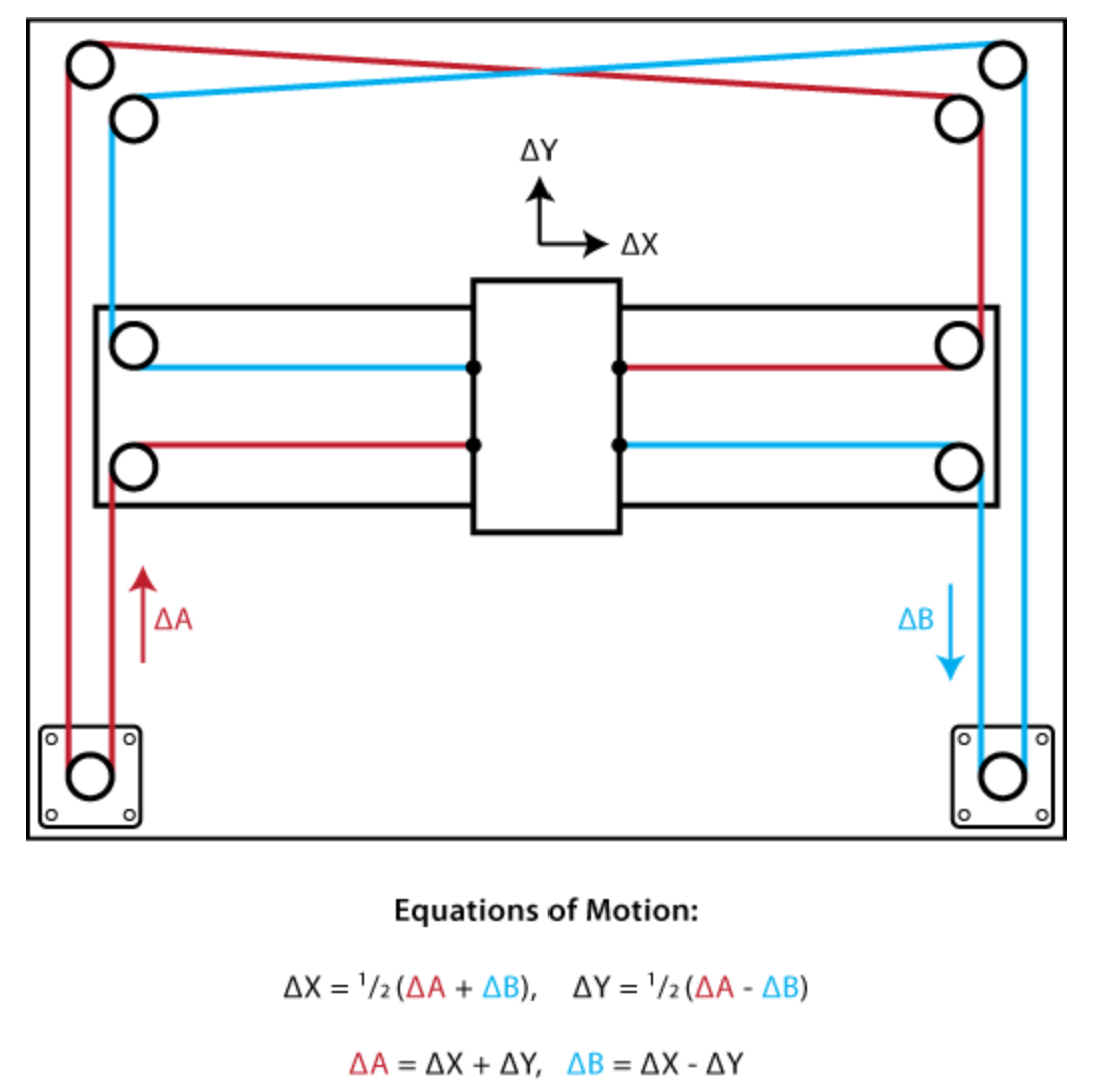 ΔY
ΔX
ΔA
ΔB
Equations of Motion:
ΔX = ¹/₂ (ΔA + ΔB), ΔY = ¹/₂ (ΔA - ΔB)
ΔA = ΔX + ΔY, ΔB = ΔX - ΔY